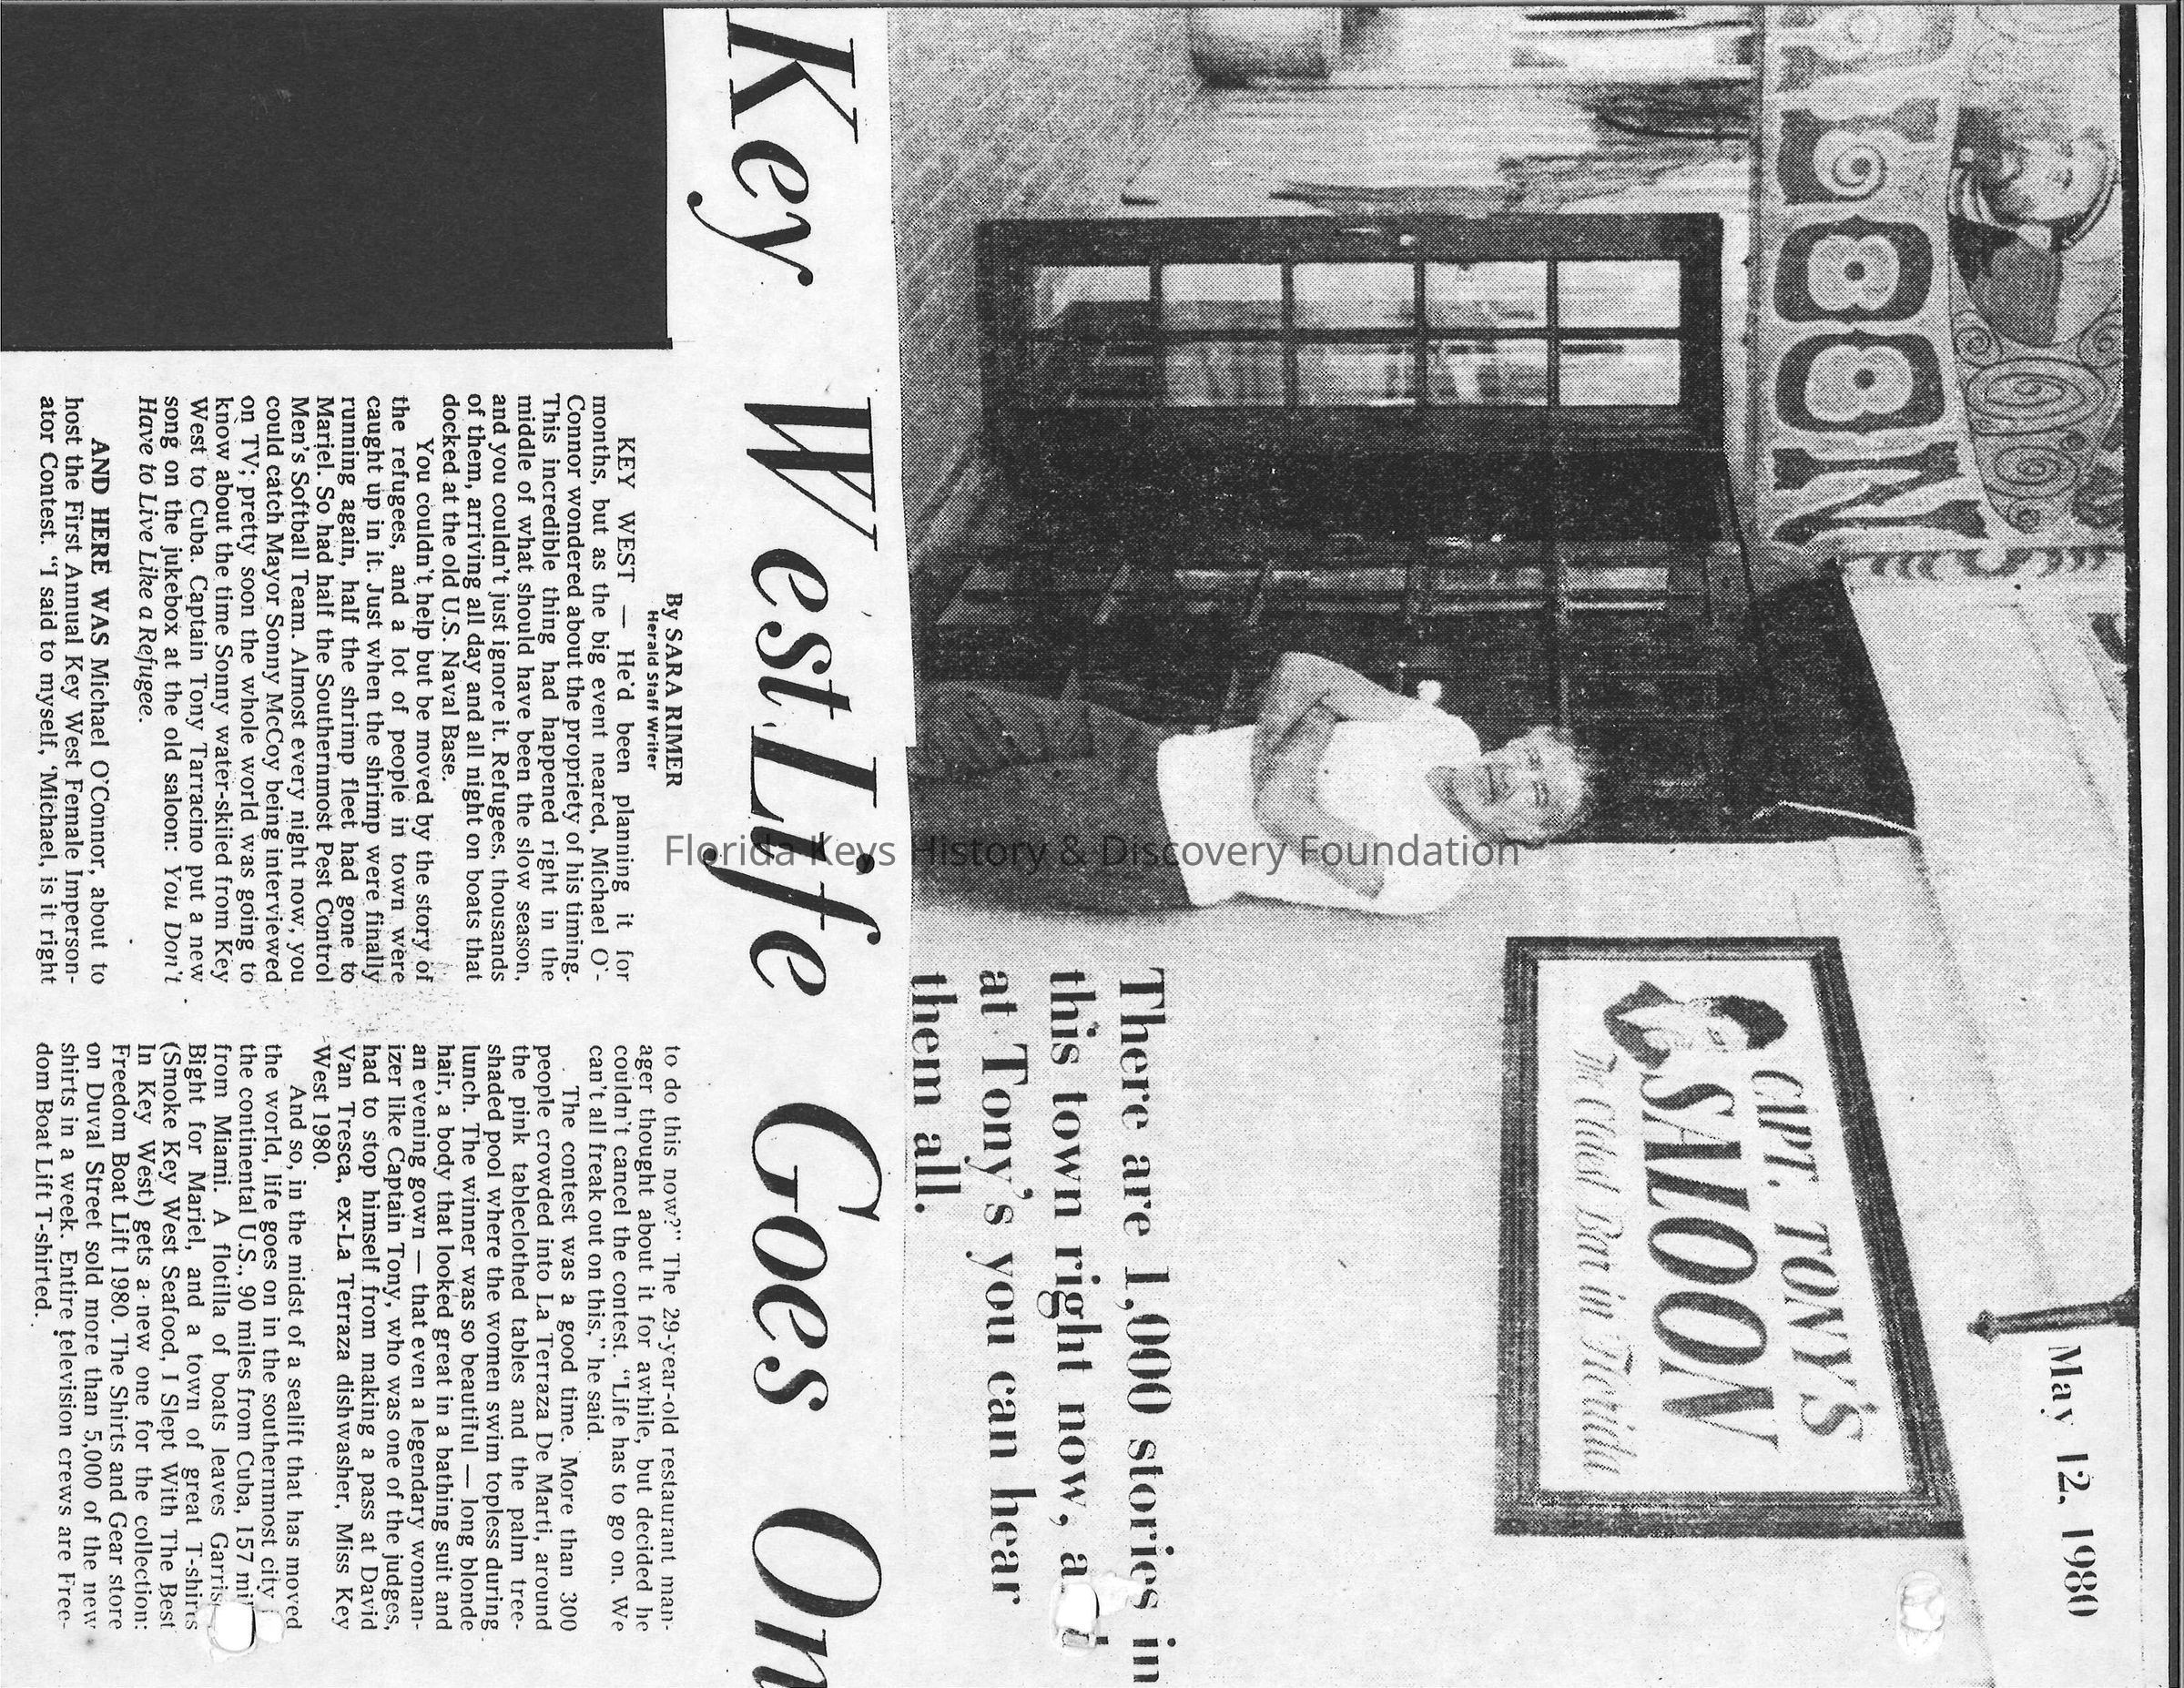 May 12, 1980
SALOON
CAPT. TONY'S
SALOON
The Oldest Bar in Florida
There are 1,000 stories in
this town right now, and
at Tony's you can hear
them all.
Key West Life Goes On
Florida Keys History & Discovery Foundation
By SARA RIMER
Herald Staff Writer
KEY WEST — He'd been planning it for
months, but as the big event neared, Michael O'-
Connor wondered about the propriety of his timing.
This incredible thing had happened right in the
middle of what should have been the slow season,
and you couldn't just ignore it. Refugees, thousands
of them, arriving all day and all night on boats that
docked at the old U.S. Naval Base.
You couldn't help but be moved by the story of
the refugees, and a lot of people in town were
caught up in it. Just when the shrimp were finally
running again, half the shrimp fleet had gone to
Mariel. So had half the Southernmost Pest Control
Men's Softball Team. Almost every night now, you
could catch Mayor Sonny McCoy being interviewed
on TV; pretty soon the whole world was going to
know about the time Sonny water-skiied from Key
West to Cuba. Captain Tony Tarracino put a new
song on the jukebox at the old saloon: You Don't
Have to Live Like a Refugee.
AND HERE WAS Michael O'Connor, about to
host the First Annual Key West Female Imperson-
ator Contest. "I said to myself, 'Michael, is it right
to do this now?" The 29-year-old restaurant man-
ager thought about it for awhile, but decided he
couldn't cancel the contest. "Life has to go on. We
can't all freak out on this," he said.
The contest was a good time. More than 300
people crowded into La Terraza De Marti, around
the pink tableclothed tables and the palm tree-
shaded pool where the women swim topless during
lunch. The winner was so beautiful — long blonde
hair, a body that looked great in a bathing suit and
an evening gown — that even a legendary woman-
izer like Captain Tony, who was one of the judges,
had to stop himself from making a pass at David
Van Tresca, ex-La Terraza dishwasher, Miss Key
West 1980.
And so, in the midst of a sealift that has moved
the world, life goes on in the southernmost city
the continental U.S., 90 miles from Cuba, 157 mi
from Miami. A flotilla of boats leaves Garris
Bight for Mariel, and a town of great T-shirts
(Smoke Key West Seafood, I Slept With The Best
In Key West) gets a new one for the collection:
Freedom Boat Lift 1980. The Shirts and Gear store
on Duval Street sold more than 5,000 of the new
shirts in a week. Entire television crews are Free-
dom Boat Lift T-shirted.